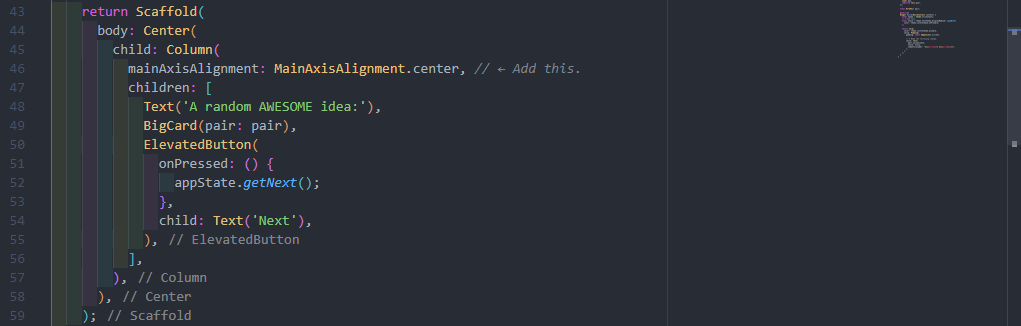 43 return Scaffold(
44 body: Center(
45 child: Column(
46 mainAxisAlignment: MainAxisAlignment.center, // ← Add this.
47 children: [
48 Text('A random AWESOME idea:'),
49 BigCard(pair: pair),
50 ElevatedButton(
51 onPressed: () {
52 appState.getNext();
53 },
54 child: Text('Next'),
55 ), // ElevatedButton
56 ],
57 ), // Column
58 ), // Center
59 ); // Scaffold